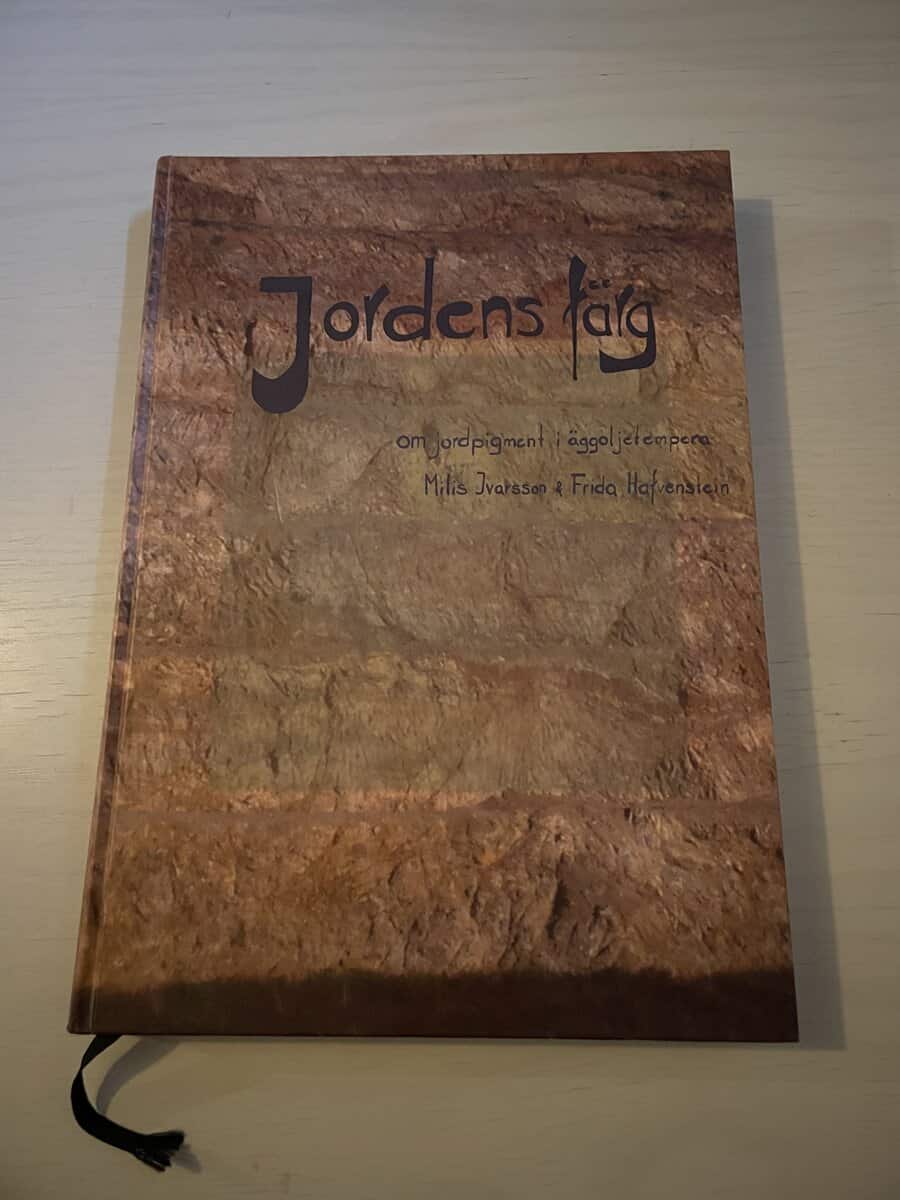 Jordens färg
om jordpigment i äggoljetempera
Milis Ivarsson & Frida Hafvenstein